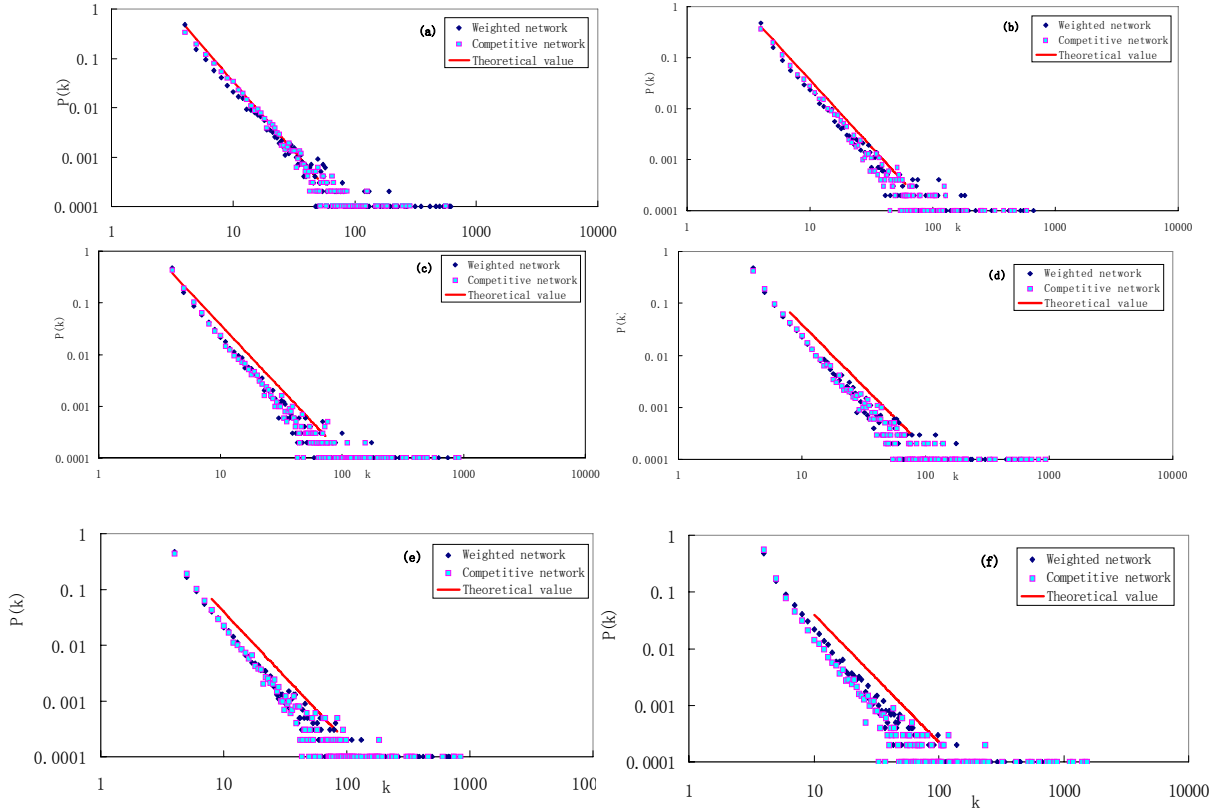 1
0.1
0.01
0.001
0.0001
P(k)
(a)
Weighted network
Competitive network
Theoretical value
1
10
100
1000
10000
k
1
0.1
0.01
0.001
0.0001
P(k)
(b)
Weighted network
Competitive network
Theoretical value
1
10
100
1000
10000
k
1
0.1
0.01
0.001
0.0001
P(k)
(c)
Weighted network
Competitive network
Theoretical value
1
10
100
1000
10000
k
1
0.1
0.01
0.001
0.0001
P(k
(d)
Weighted network
Competitive network
Theoretical value
1
10
100
1000
10000
k
1
0.1
0.01
0.001
0.0001
P(k)
(e)
Weighted network
Competitive network
Theoretical value
1
10
100
1000
100
k
1
0.1
0.01
0.001
0.0001
P(k)
(f)
Weighted network
Competitive network
Theoretical value
1
10
100
1000
10000
k